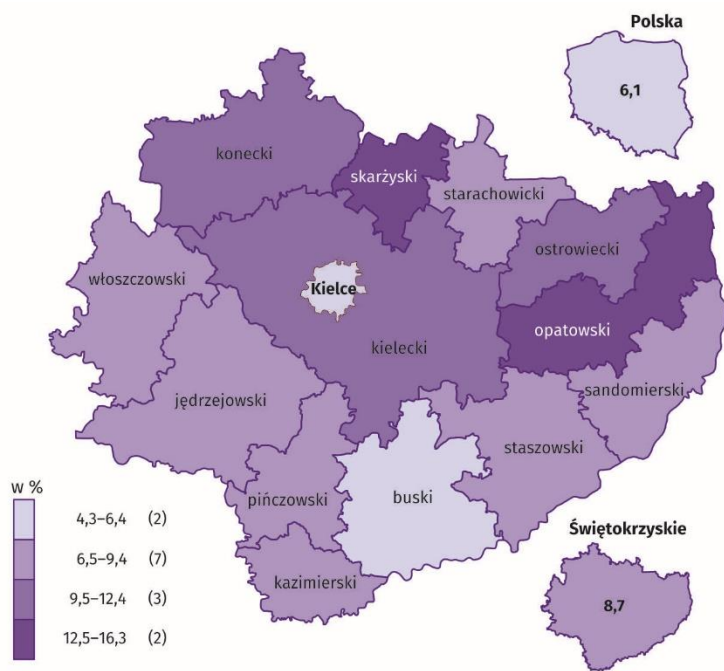 Polska
6,1
konecki
skarżyski
starachowicki
ostrowiecki
włoszczowski
Kielce
opatowski
kielecki
sandomierski
jędrzejowski
staszowski
w %
pińczowski
buski
4,3–6,4 (2)
6,5–9,4 (7)
9,5–12,4 (3)
12,5–16,3 (2)
kazimierski
Świętokrzyskie
8,7